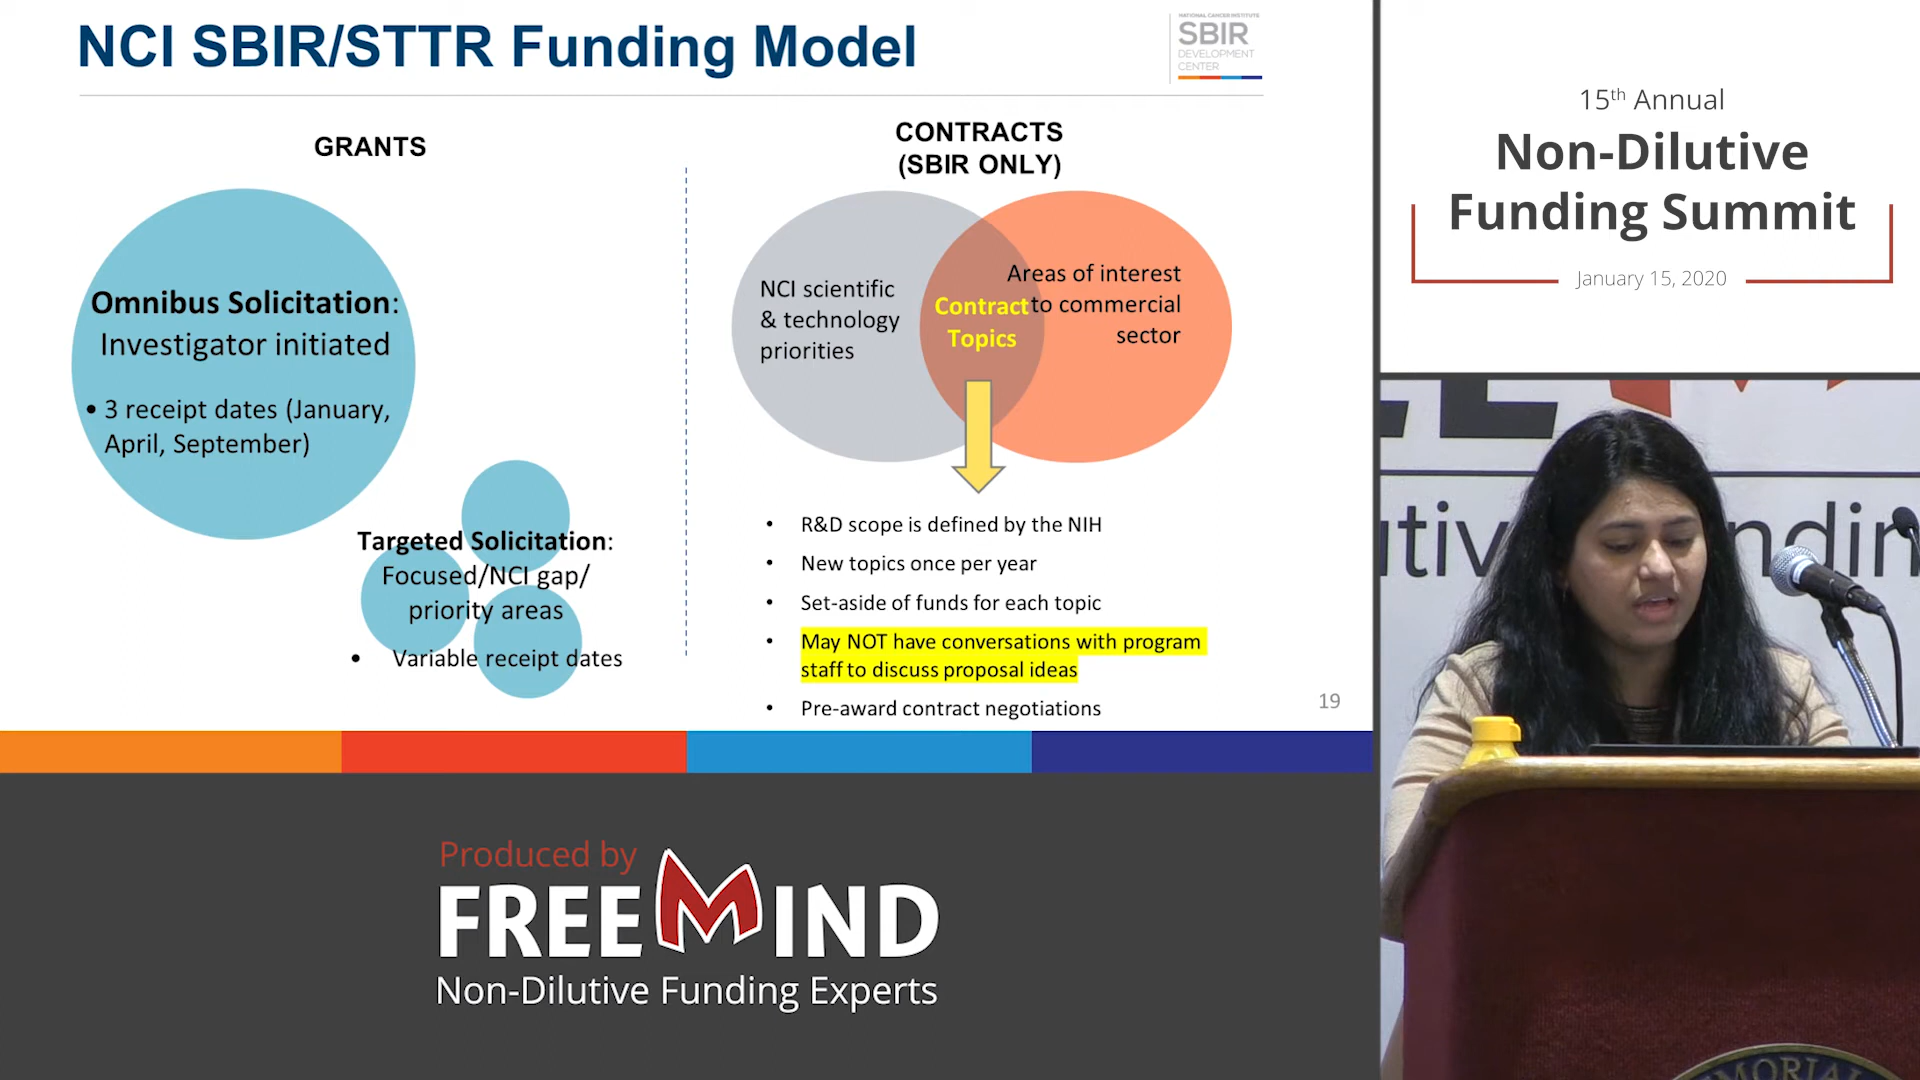 NCI SBIR/STTR Funding Model
NATIONAL CANCER INSTITUTE
SBIR
DEVELOPMENT
CENTER
GRANTS
Omnibus Solicitation:
Investigator initiated
• 3 receipt dates (January,
April, September)
Targeted Solicitation:
Focused/NCI gap/
priority areas
• Variable receipt dates
CONTRACTS
(SBIR ONLY)
NCI scientific
& technology
priorities
Contract
Topics
Areas of interest
to commercial
sector
• R&D scope is defined by the NIH
• New topics once per year
• Set-aside of funds for each topic
• May NOT have conversations with program
staff to discuss proposal ideas
• Pre-award contract negotiations
19
Produced by
FREEMIND
Non-Dilutive Funding Experts
15th Annual
Non-Dilutive
Funding Summit
January 15, 2020